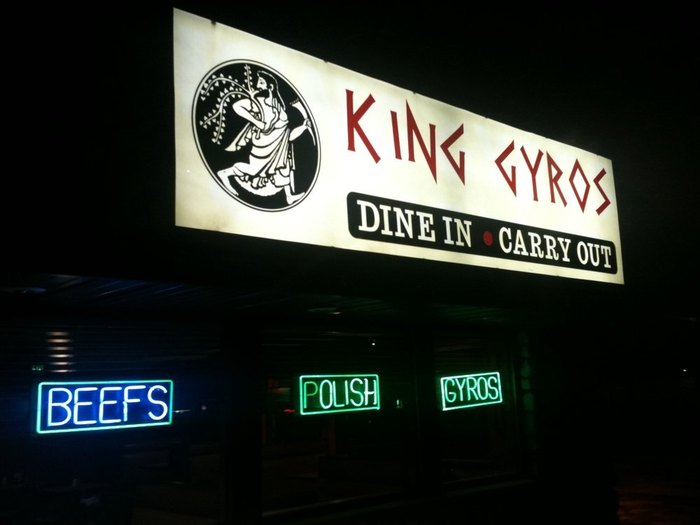 KING GYROS
DINE IN • CARRY OUT
BEEFS
POLISH
GYROS